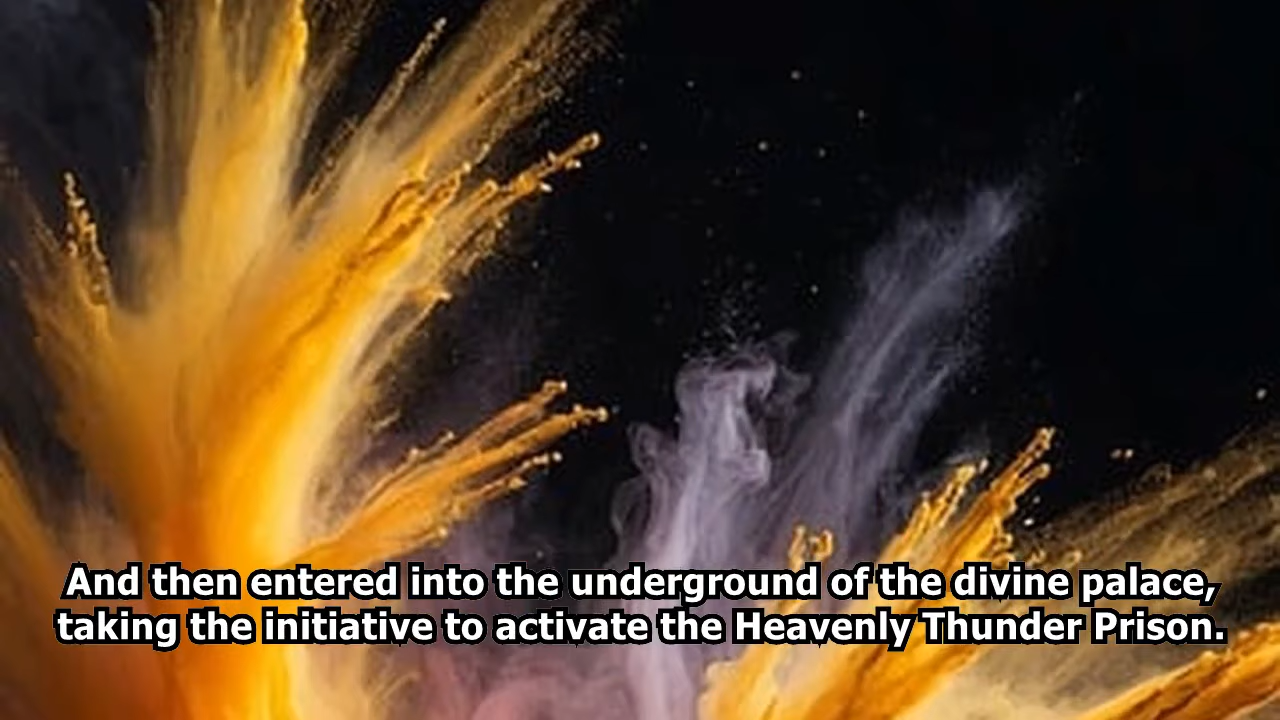 And then entered into the underground of the divine palace,
taking the initiative to activate the Heavenly Thunder Prison.